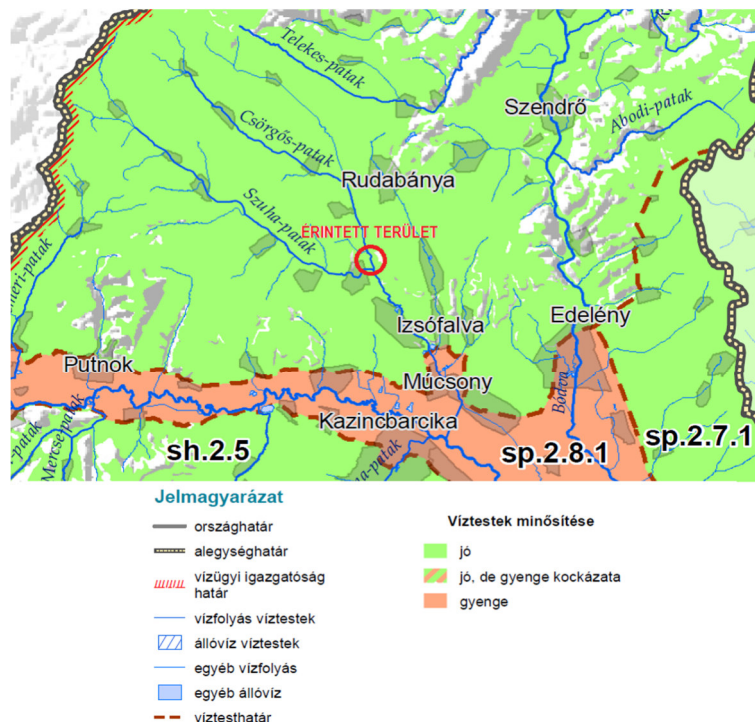 Telekes-patak
Szendrő
Abodi-patak
Csörgős-patak
Rudabánya
Szuha-patak
ÉRINTETT TERÜLET
Izsófalva
Edelény
Putnok
Múcsony
Bódva
Kazincbarcika
Mercse-patak
sh.2.5
sp.2.8.1
sp.2.7.1
Jelmagyarázat
országhatár
alegységhatár
vízügyi igazgatóság
határ
vízfolyás víztestek
állóvíz víztestek
egyéb vízfolyás
egyéb állóvíz
víztesthatár
Víztestek minősítése
jó
jó, de gyenge kockázata
gyenge